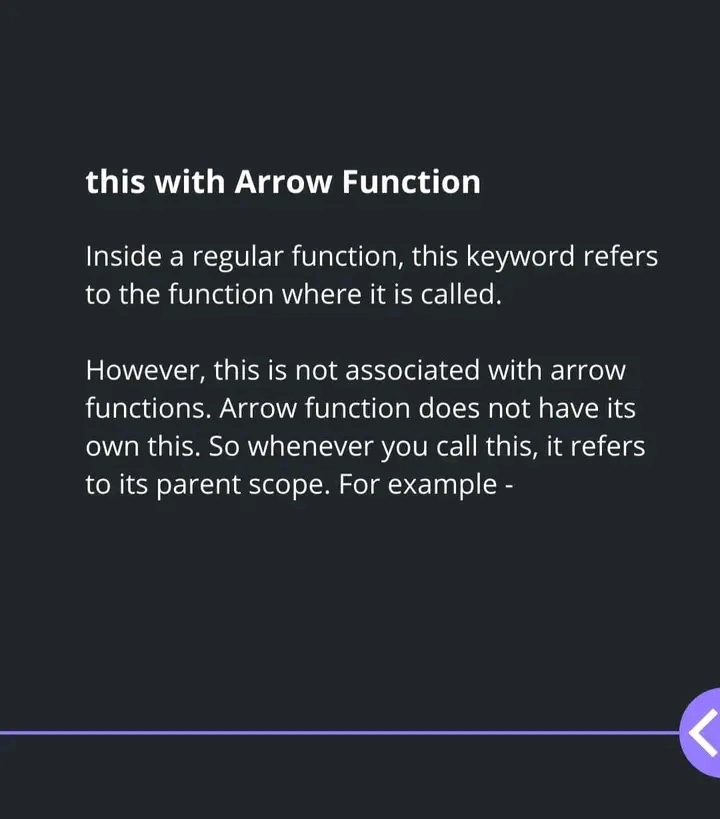 this with Arrow Function
Inside a regular function, this keyword refers
to the function where it is called.
However, this is not associated with arrow
functions. Arrow function does not have its
own this. So whenever you call this, it refers
to its parent scope. For example -